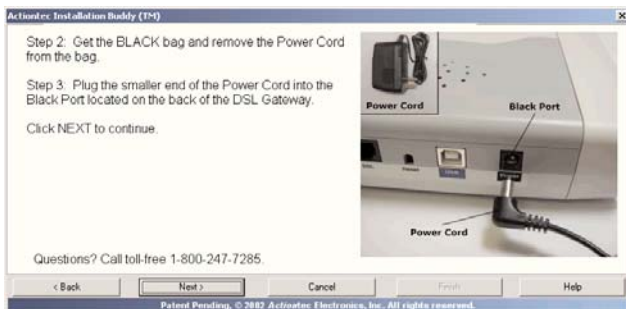 Actiontec Installation Buddy (TM)
Step 2: Get the BLACK bag and remove the Power Cord
from the bag.
Step 3: Plug the smaller end of the Power Cord into the
Black Port located on the back of the DSL Gateway.
Click NEXT to continue.
Power Cord
Black Port
Power Cord
Questions? Call toll-free 1-800-247-7285.
< Back
Next >
Cancel
Finish
Help
Patent Pending, © 2002 Actiontec Electronics, Inc. All rights reserved.